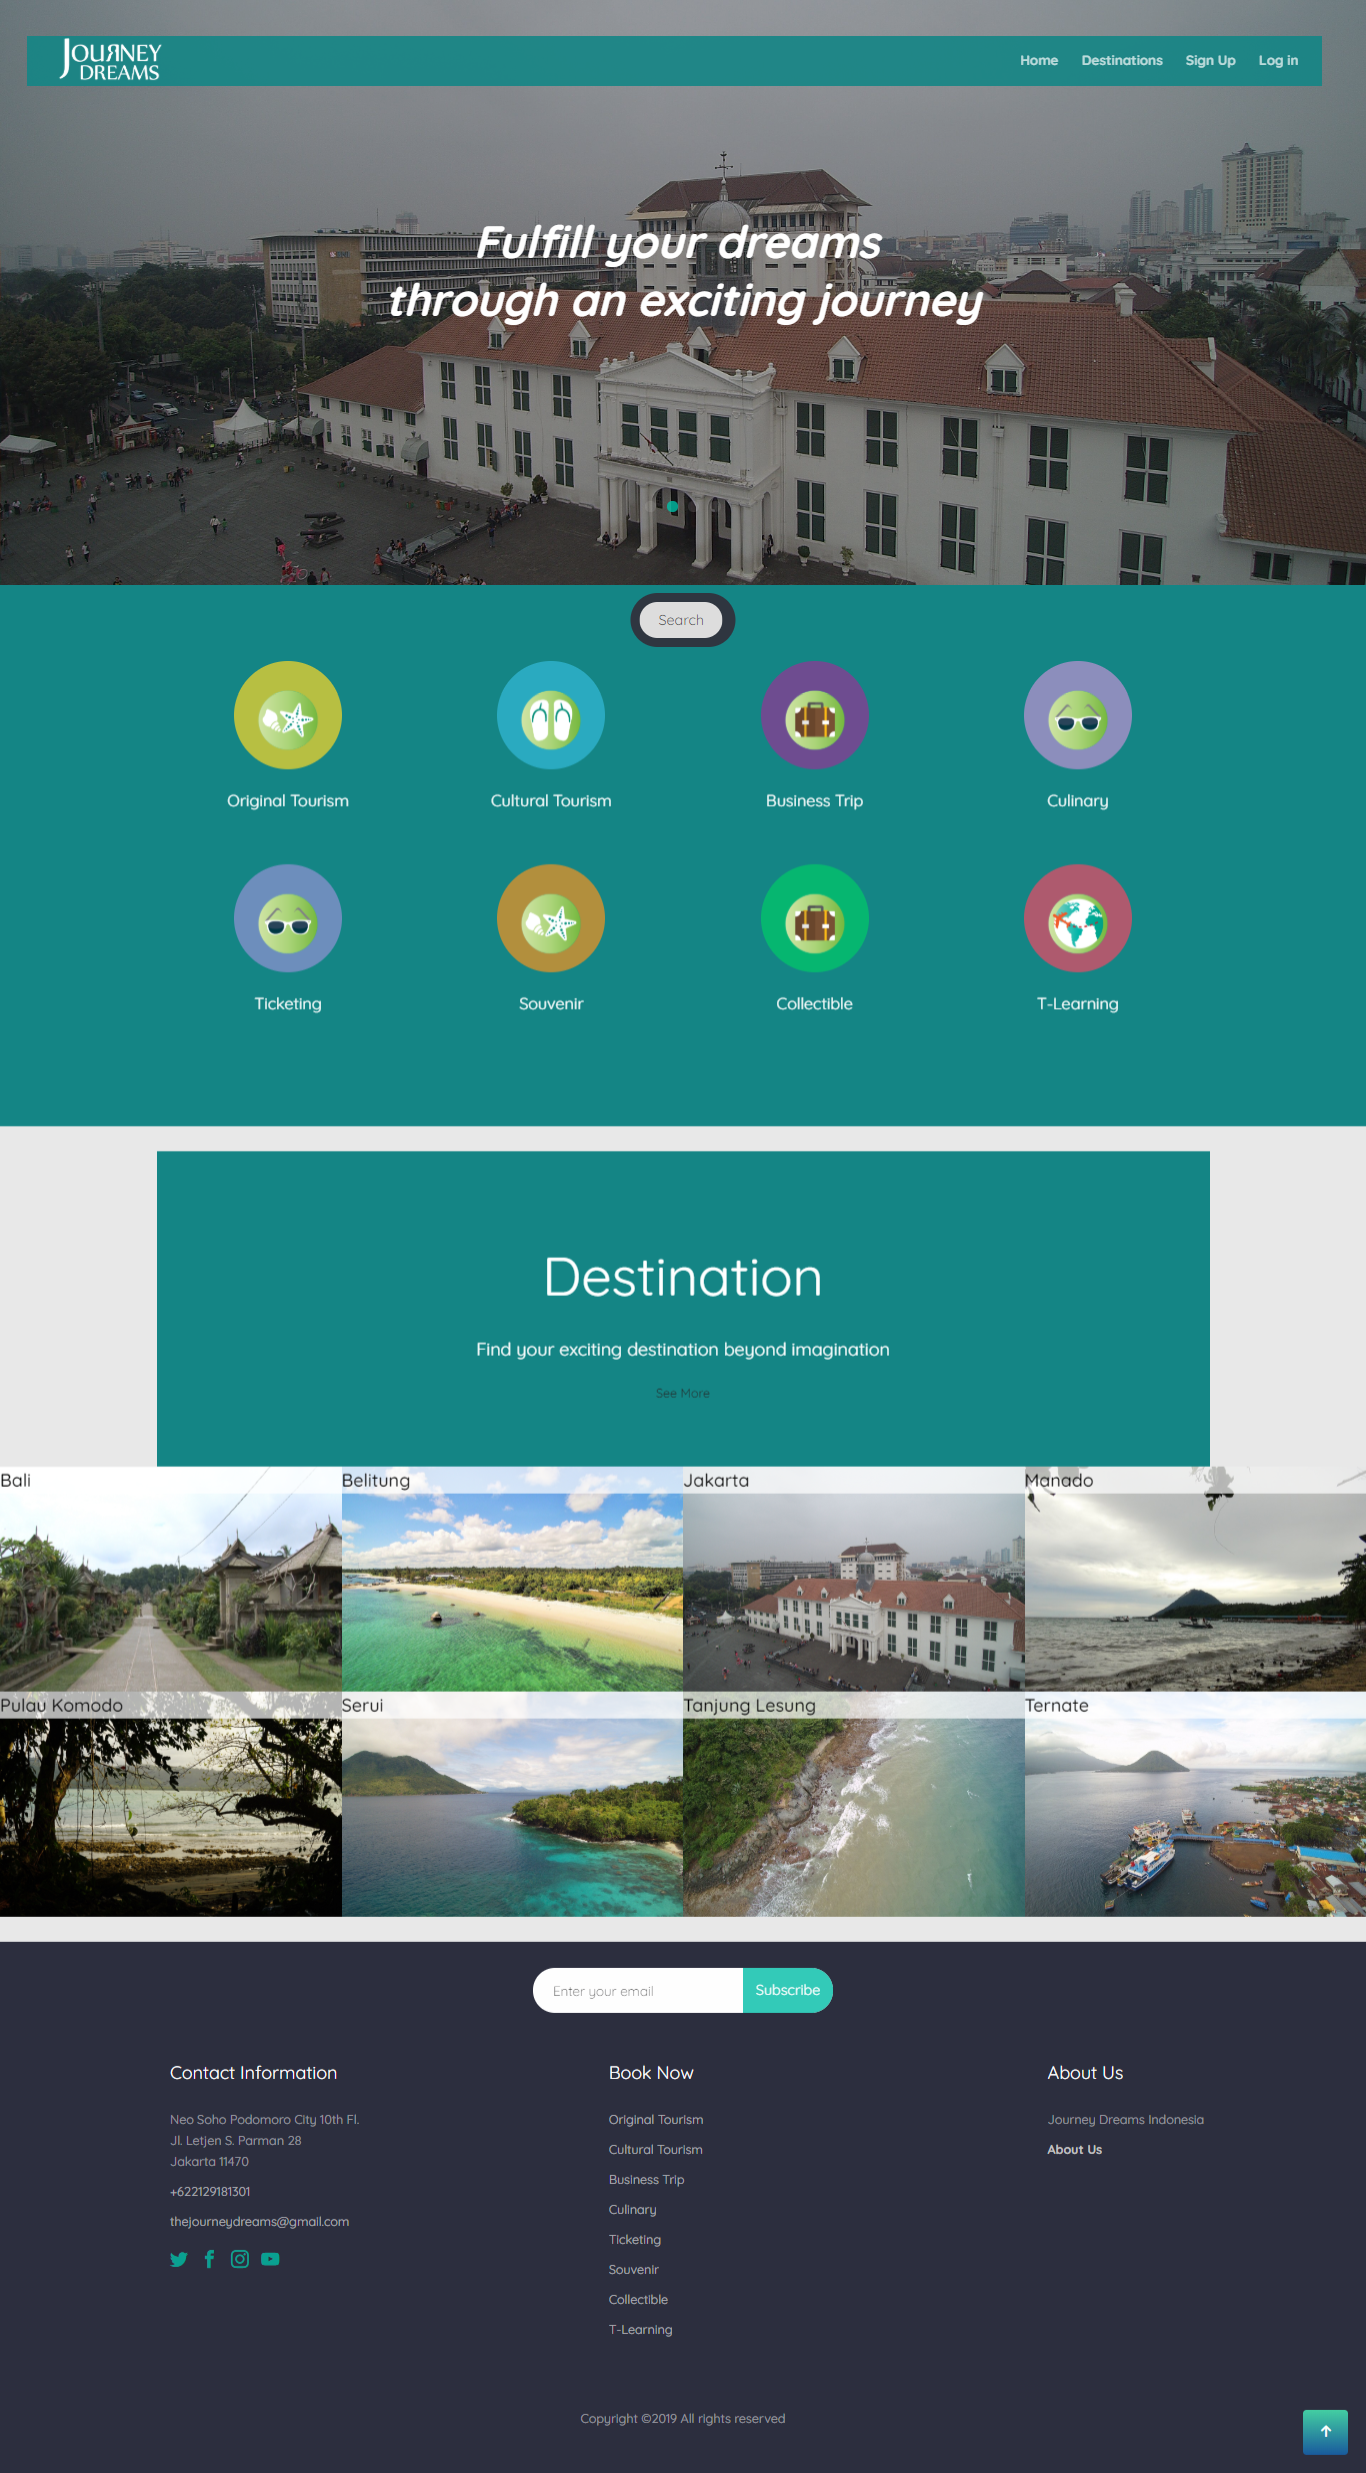 JOURNEY
DREAMS
Home
Destinations
Sign Up
Log in
Fulfill your dreams
through an exciting journey
Search
Original Tourism
Cultural Tourism
Business Trip
Culinary
Ticketing
Souvenir
Collectible
T-Learning
Destination
Find your exciting destination beyond imagination
See More
Bali
Belitung
Jakarta
Manado
Pulau Komodo
Serui
Tanjung Lesung
Ternate
Enter your email
Subscribe
Contact Information
Neo Soho Podomoro City 10th Fl.
Jl. Letjen S. Parman 28
Jakarta 11470
+622129181301
thejourneydreams@gmail.com
Book Now
Original Tourism
Cultural Tourism
Business Trip
Culinary
Ticketing
Souvenir
Collectible
T-Learning
About Us
Journey Dreams Indonesia
About Us
Copyright ©2019 All rights reserved